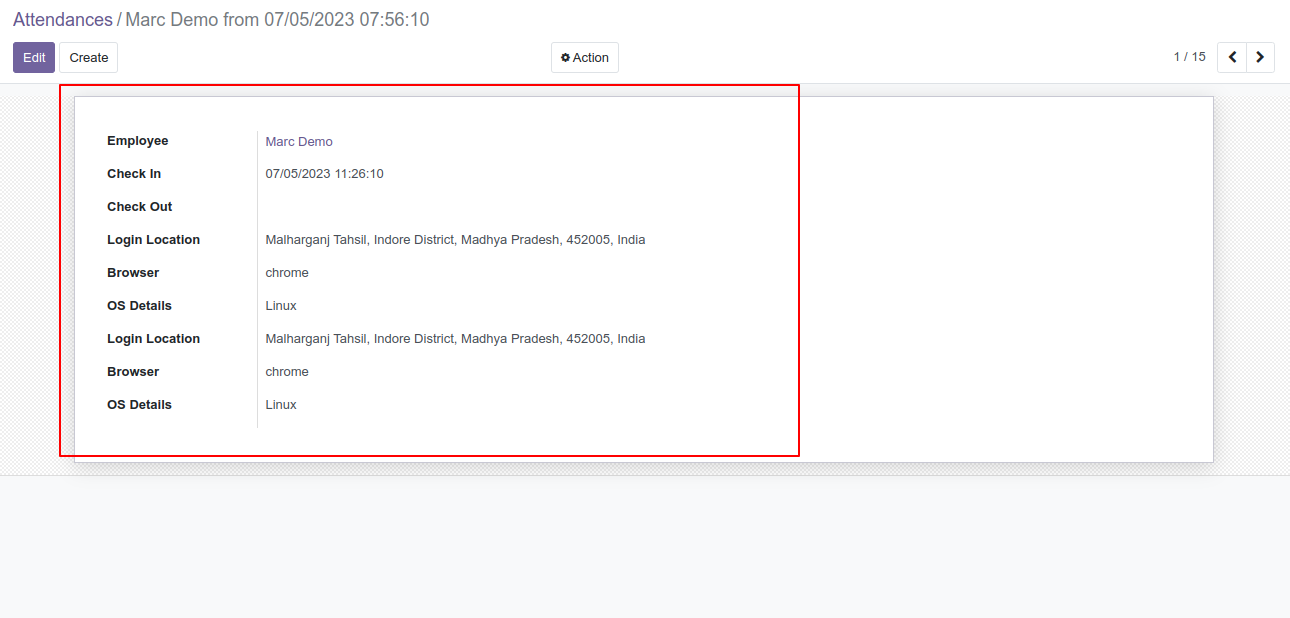 Attendances / Marc Demo from 07/05/2023 07:56:10
Edit Create Action 1 / 15
Employee Marc Demo
Check In 07/05/2023 11:26:10
Check Out
Login Location Malharganj Tahsil, Indore District, Madhya Pradesh, 452005, India
Browser chrome
OS Details Linux
Login Location Malharganj Tahsil, Indore District, Madhya Pradesh, 452005, India
Browser chrome
OS Details Linux